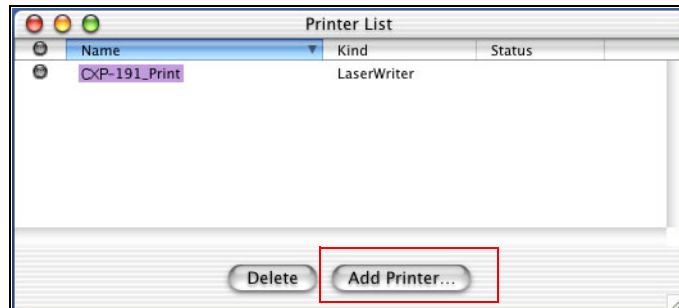 Printer List
Name Kind Status
CXP-191_Print LaserWriter
Delete Add Printer...